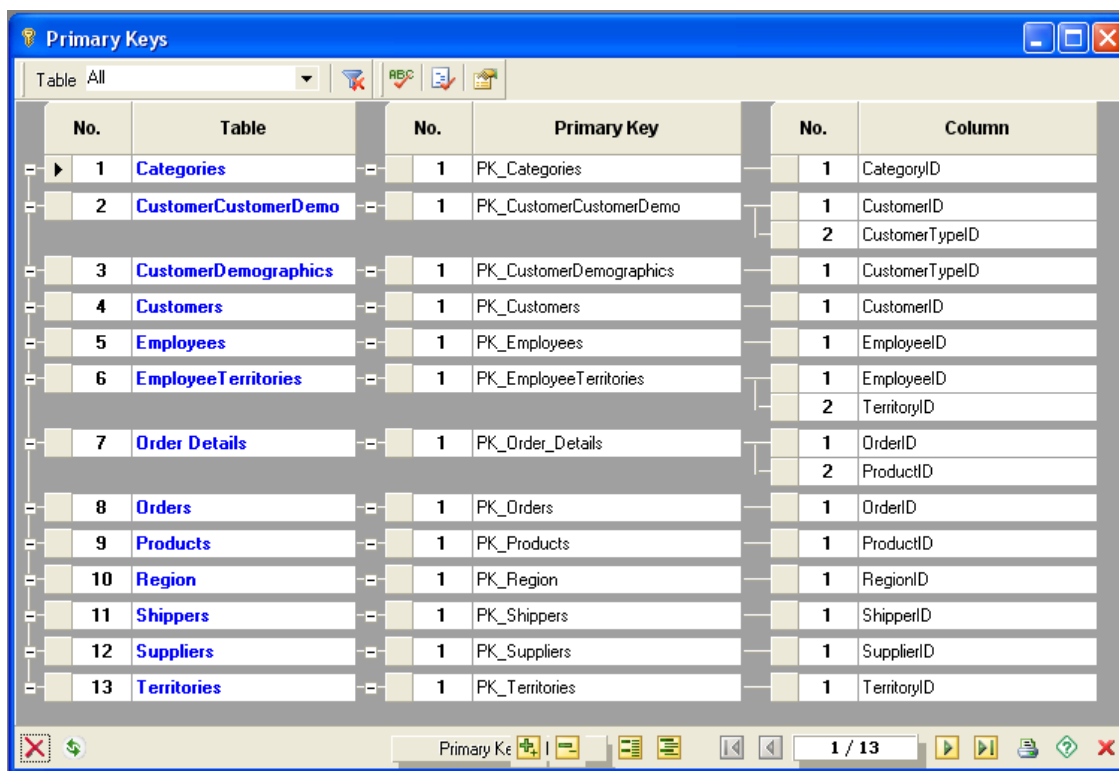 Primary Keys
Table All
ABC
No. Table No. Primary Key No. Column
1 Categories 1 PK_Categories 1 CategoryID
2 CustomerCustomerDemo 1 PK_CustomerCustomerDemo 1 CustomerID
2 CustomerTypeID
3 CustomerDemographics 1 PK_CustomerDemographics 1 CustomerTypeID
4 Customers 1 PK_Customers 1 CustomerID
5 Employees 1 PK_Employees 1 EmployeeID
6 EmployeeTerritories 1 PK_EmployeeTerritories 1 EmployeeID
2 TerritoryID
7 Order Details 1 PK_Order_Details 1 OrderID
2 ProductID
8 Orders 1 PK_Orders 1 OrderID
9 Products 1 PK_Products 1 ProductID
10 Region 1 PK_Region 1 RegionID
11 Shippers 1 PK_Shippers 1 ShipperID
12 Suppliers 1 PK_Suppliers 1 SupplierID
13 Territories 1 PK_Territories 1 TerritoryID
Primary Ke 1 / 13